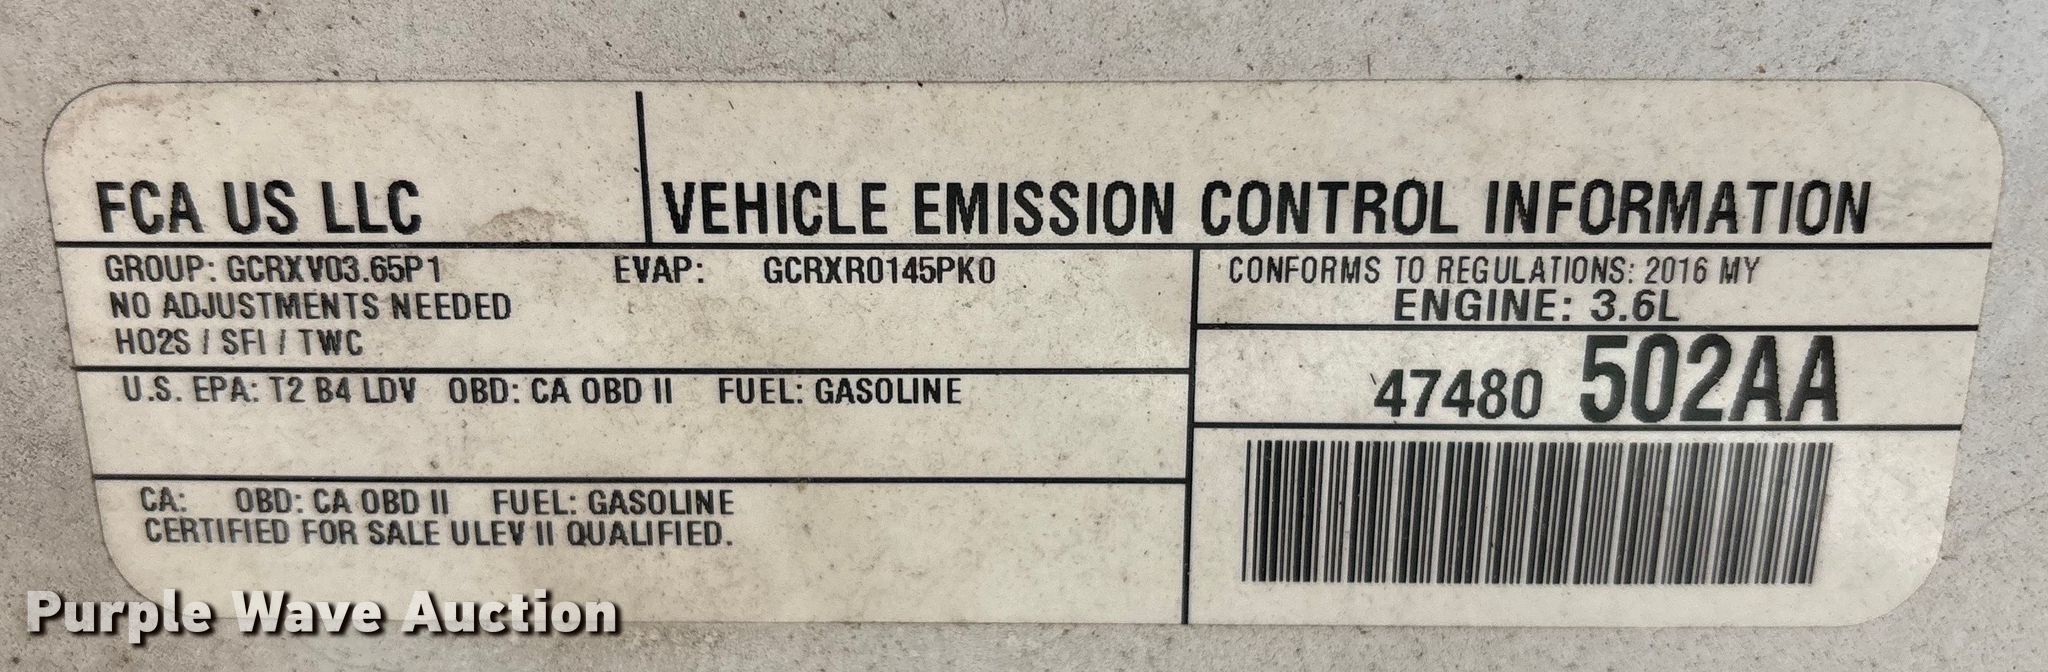 FCA US LLC VEHICLE EMISSION CONTROL INFORMATION
GROUP: GCRXV03.65P1 EVAP: GCRXR0145PK0
NO ADJUSTMENTS NEEDED
HO2S / SFI / TWC
CONFORMS TO REGULATIONS: 2016 MY
ENGINE: 3.6L
47480 502AA
U.S. EPA: T2 B4 LDV OBD: CA OBD II FUEL: GASOLINE
CA: OBD: CA OBD II FUEL: GASOLINE
CERTIFIED FOR SALE ULEV II QUALIFIED.
Purple Wave Auction